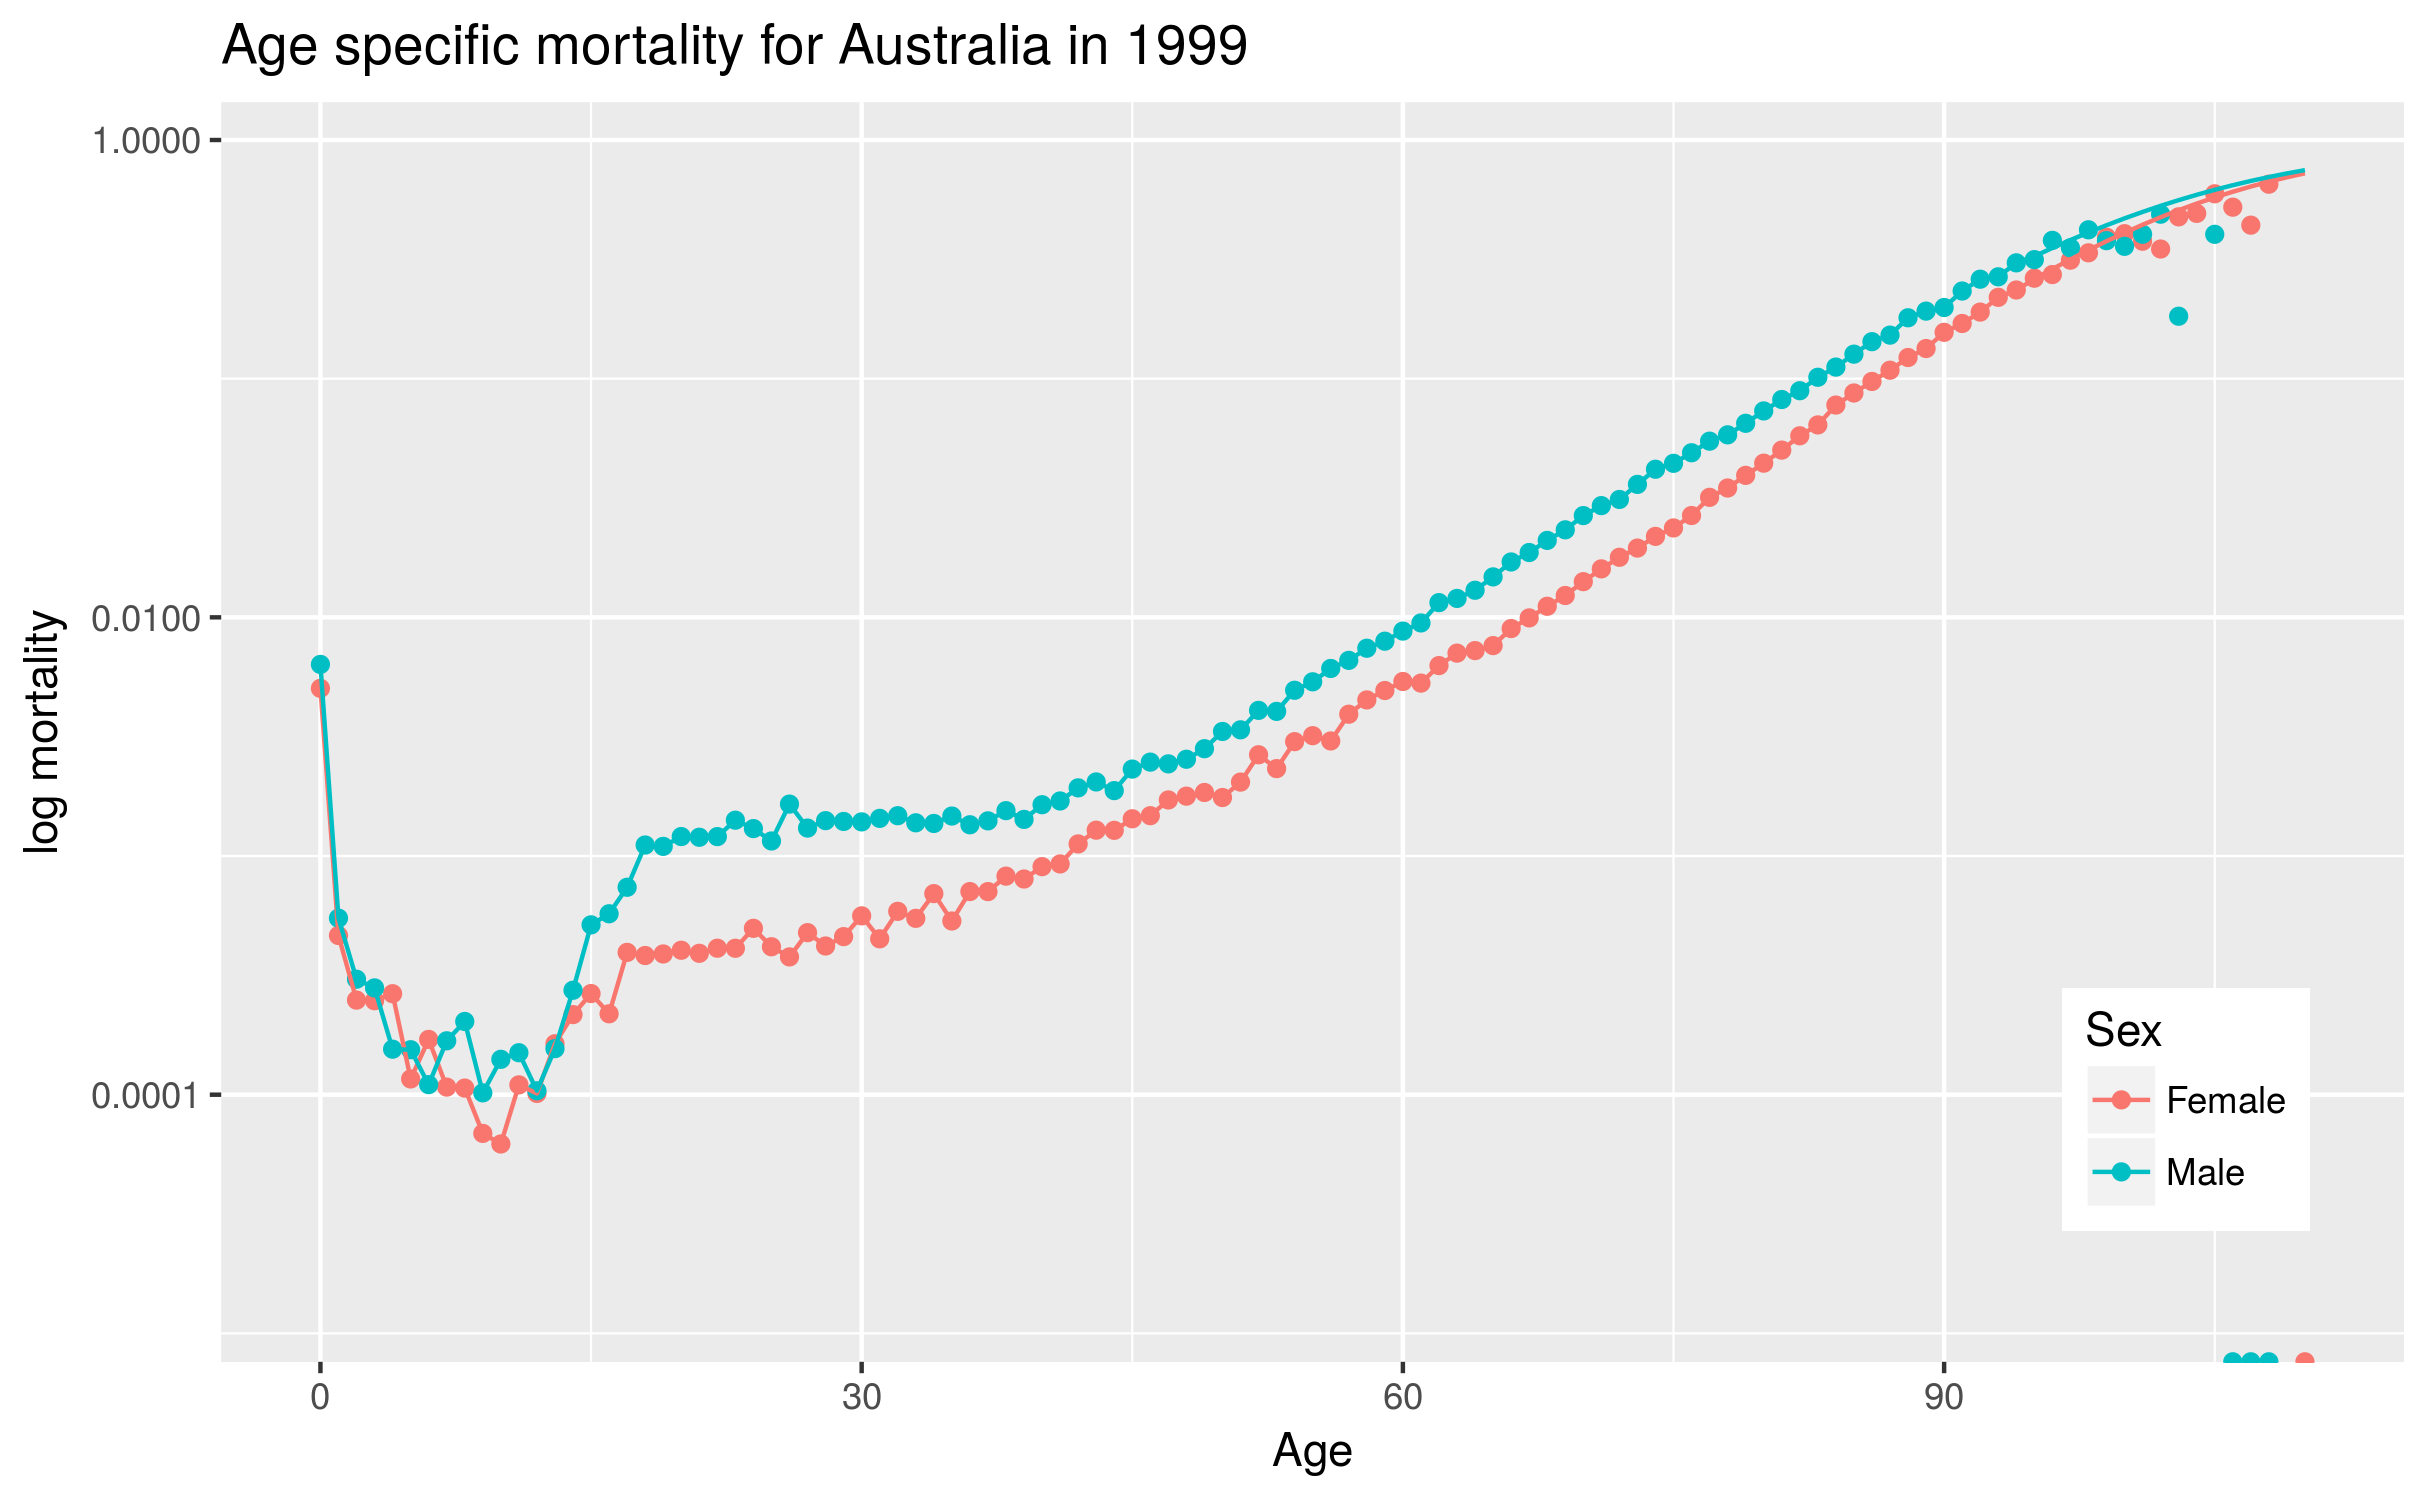 Age specific mortality for Australia in 1999
1.0000
0.0100
0.0001
log mortality
0
30
60
90
Age
Sex
Female
Male